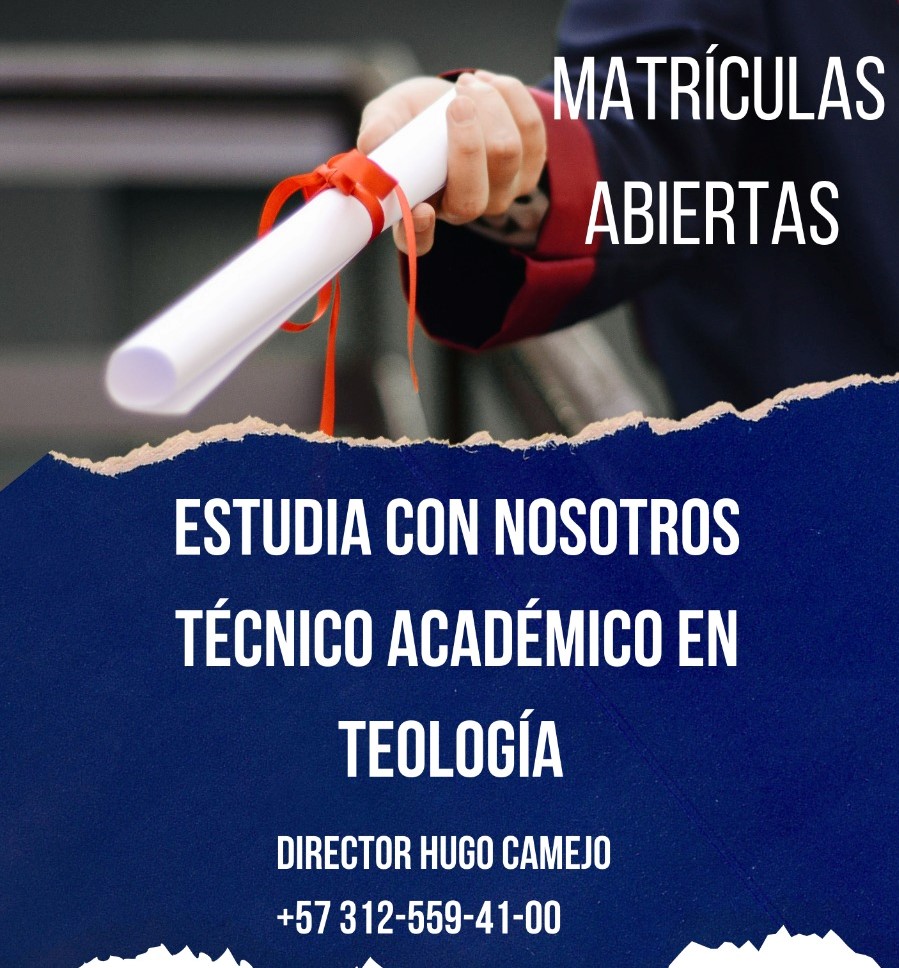 MATRÍCULAS
ABIERTAS
ESTUDIA CON NOSOTROS
TÉCNICO ACADÉMICO EN
TEOLOGÍA
DIRECTOR HUGO CAMEJO
+57 312-559-41-00